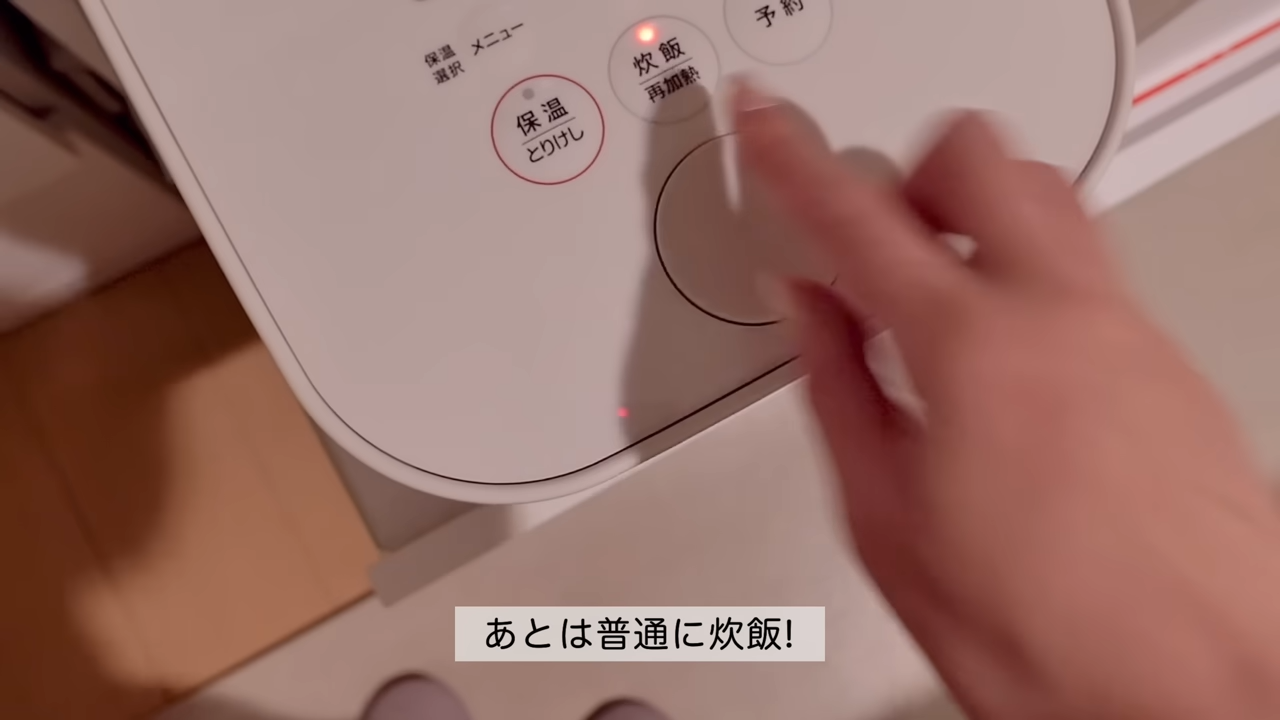 予約
炊飯
再加熱
保温
選択
メニュー
保温
とりけし
あとは普通に炊飯!